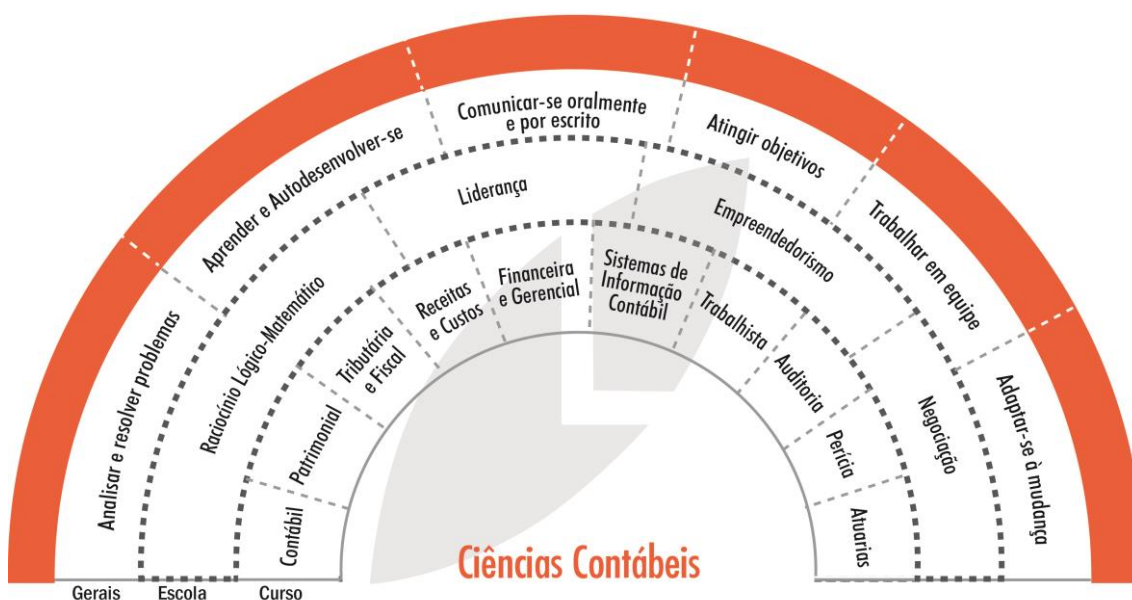 Analisar e resolver problemas
Aprender e Autodesenvolver-se
Comunicar-se oralmente
e por escrito
Atingir objetivos
Trabalhar em equipe
Adaptar-se à mudança
Raciocínio Lógico-Matemático
Liderança
Empreendedorismo
Negociação
Contábil
Patrimonial
Tributária
e Fiscal
Receitas
e Custos
Financeira
e Gerencial
Sistemas de
Informação
Contábil
Trabalhista
Auditoria
Perícia
Atuariais
Ciências Contábeis
Gerais
Escola
Curso